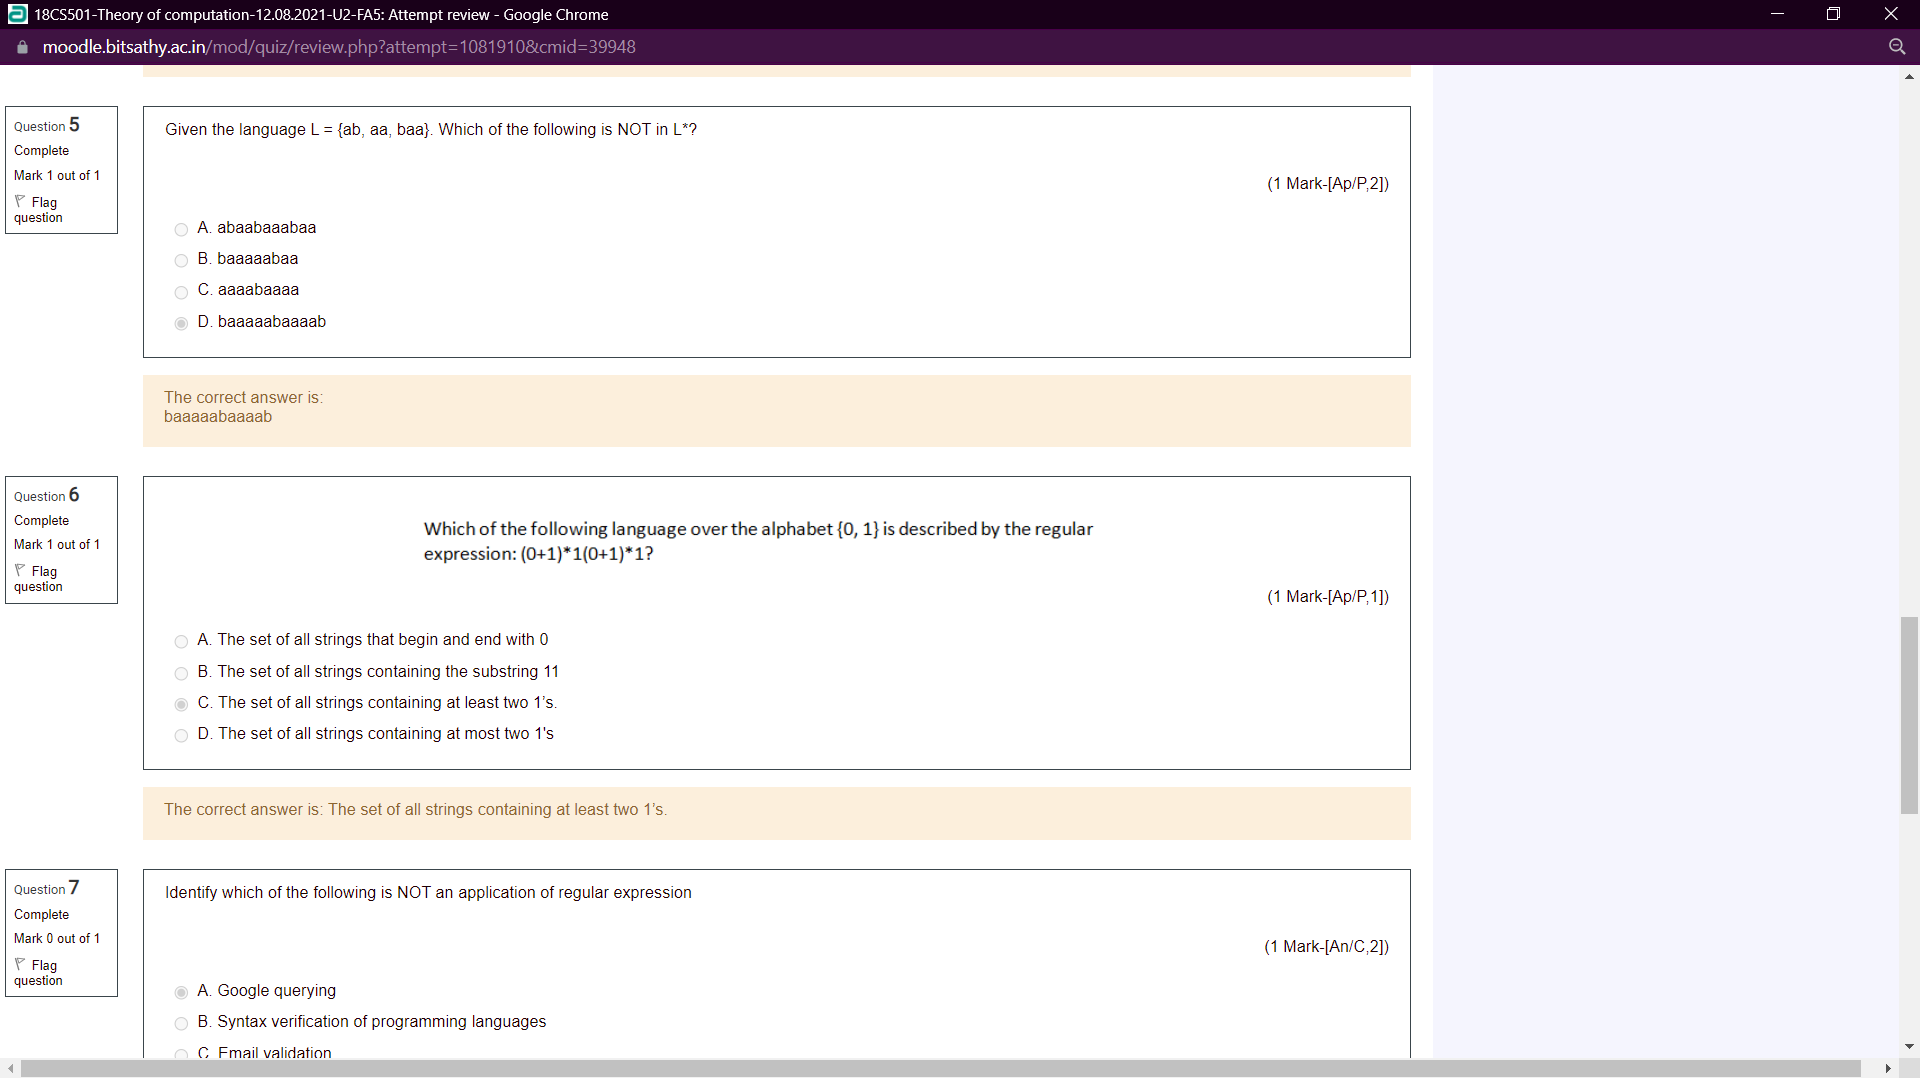 18CS501-Theory of computation-12.08.2021-U2-FA5: Attempt review - Google Chrome
moodle.bitsathy.ac.in/mod/quiz/review.php?attempt=1081910&cmid=39948
Question 5
Complete
Mark 1 out of 1
Flag
question
Given the language L = {ab, aa, baa}. Which of the following is NOT in L*?
(1 Mark-[Ap/P,2])
A. abaabaaabaa
B. baaaaabaa
C. aaaabaaaa
D. baaaaabaaaab
The correct answer is:
baaaaabaaaab
Question 6
Complete
Mark 1 out of 1
Flag
question
Which of the following language over the alphabet {0, 1} is described by the regular
expression: (0+1)*1(0+1)*1?
(1 Mark-[Ap/P,1])
A. The set of all strings that begin and end with 0
B. The set of all strings containing the substring 11
C. The set of all strings containing at least two 1’s.
D. The set of all strings containing at most two 1's
The correct answer is: The set of all strings containing at least two 1’s.
Question 7
Complete
Mark 0 out of 1
Flag
question
Identify which of the following is NOT an application of regular expression
(1 Mark-[An/C,2])
A. Google querying
B. Syntax verification of programming languages
C. Email validation